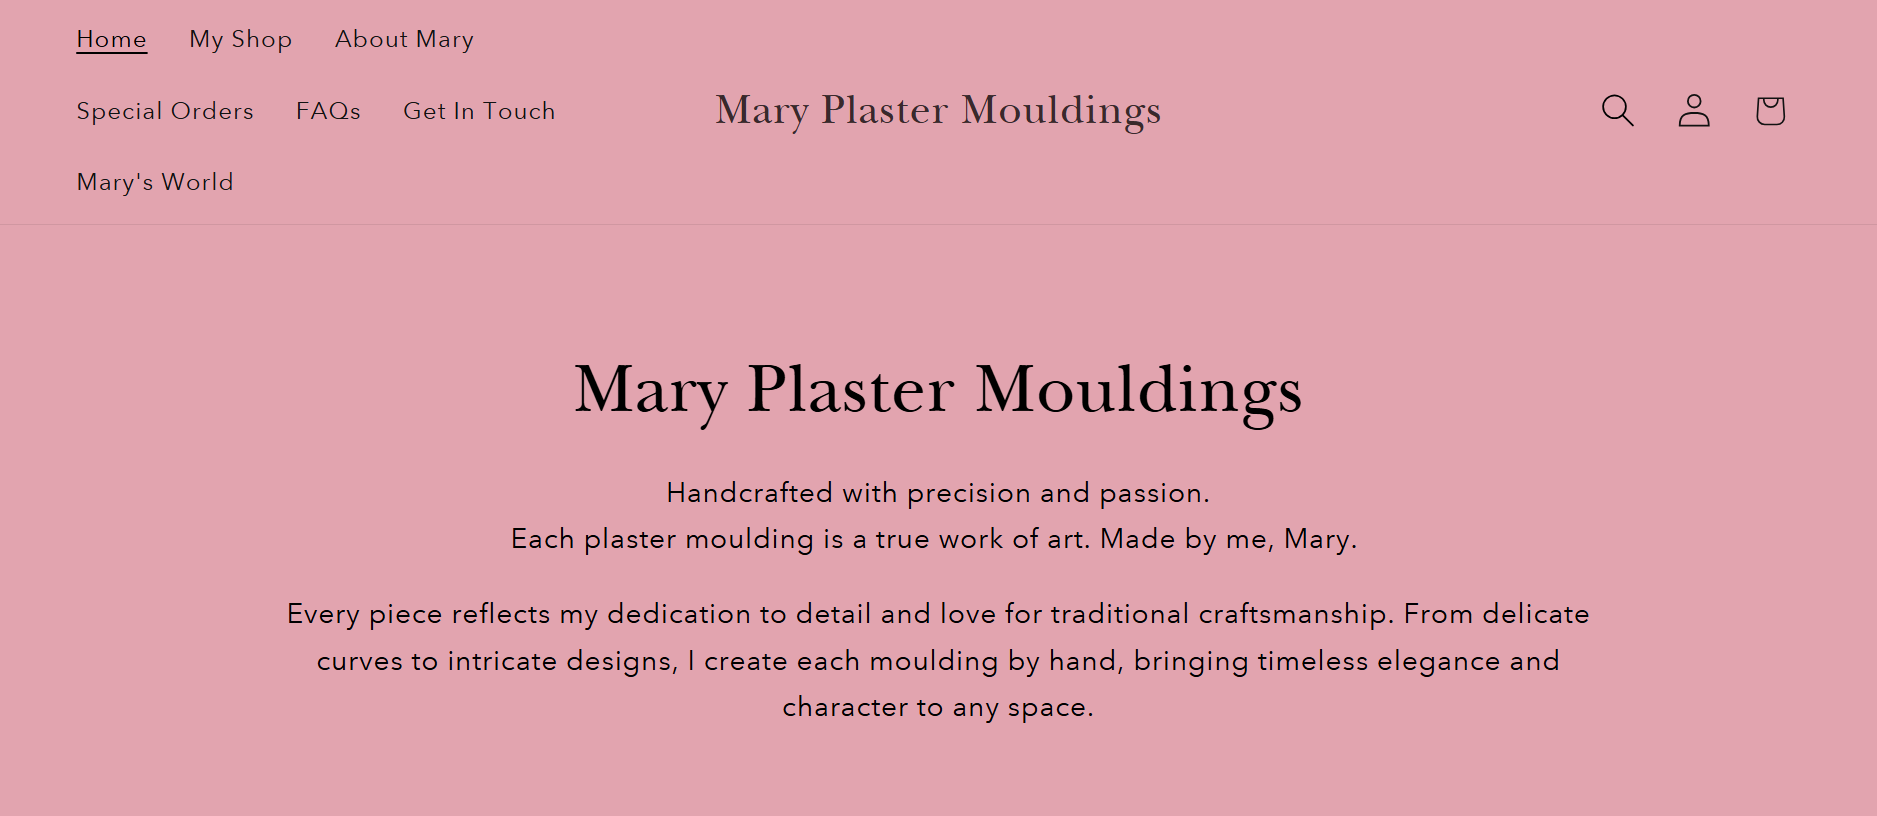 Home My Shop About Mary
Special Orders FAQs Get In Touch
Mary's World
Mary Plaster Mouldings
Mary Plaster Mouldings
Handcrafted with precision and passion.
Each plaster moulding is a true work of art. Made by me, Mary.
Every piece reflects my dedication to detail and love for traditional craftsmanship. From delicate
curves to intricate designs, I create each moulding by hand, bringing timeless elegance and
character to any space.